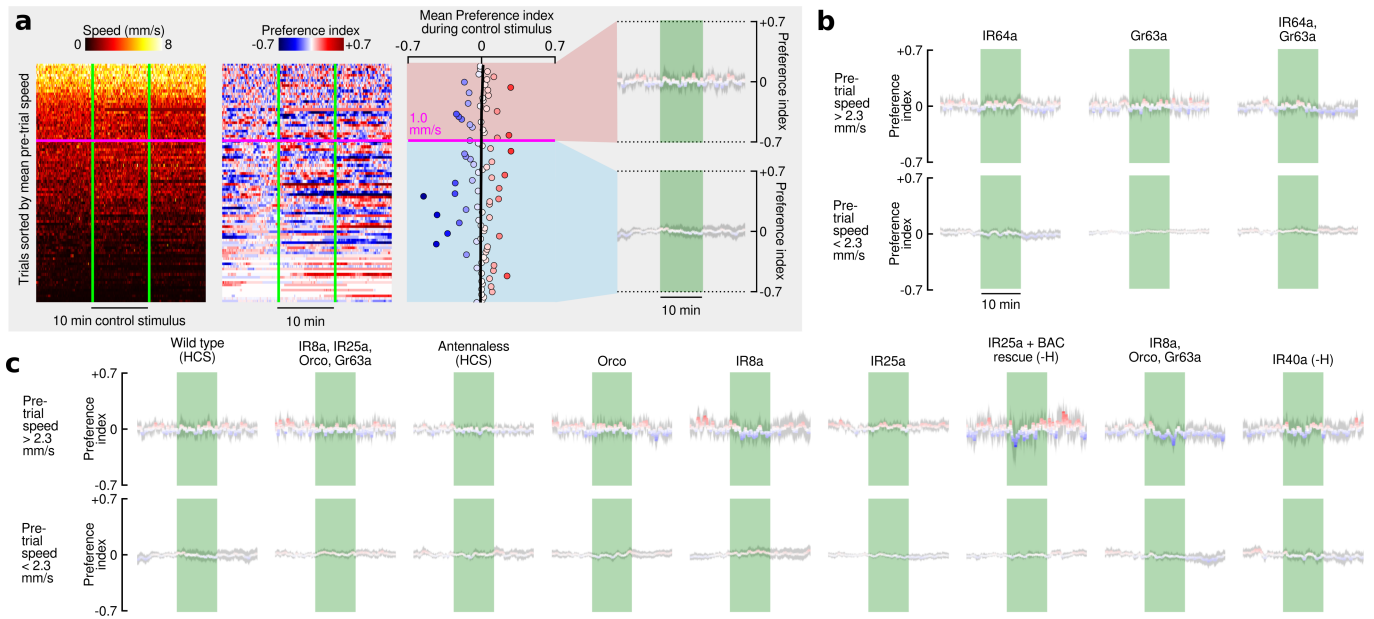 a
Speed (mm/s)
0 8
Preference index
-0.7 +0.7
Mean Preference index
during control stimulus
-0.7 0 0.7
Trials sorted by mean pre-trial speed
1.0
mm/s
10 min control stimulus
10 min
+0.7
0
-0.7
Preference index
+0.7
0
-0.7
Preference index
10 min
b
IR64a
Gr63a
IR64a,
Gr63a
Pre-
trial
speed
> 2.3
mm/s
Preference
index
+0.7
0
-0.7
Pre-
trial
speed
< 2.3
mm/s
Preference
index
+0.7
0
-0.7
10 min
c
Wild type
(HCS)
IR8a, IR25a,
Orco, Gr63a
Antennaless
(HCS)
Orco
IR8a
IR25a
IR25a + BAC
rescue (-H)
IR8a,
Orco, Gr63a
IR40a (-H)
Pre-
trial
speed
> 2.3
mm/s
Preference
index
+0.7
0
-0.7
Pre-
trial
speed
< 2.3
mm/s
Preference
index
+0.7
0
-0.7